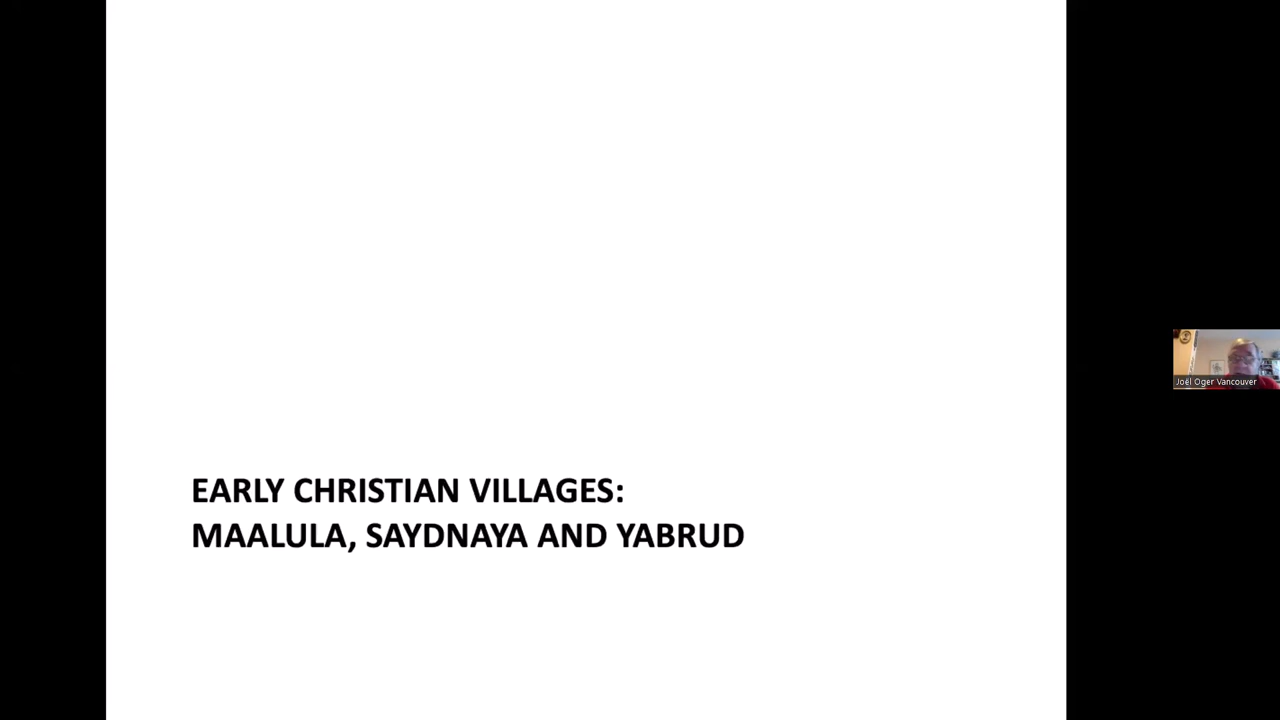 EARLY CHRISTIAN VILLAGES:
MAALULA, SAYDNAYA AND YABRUD
Joël Oger Vancouver